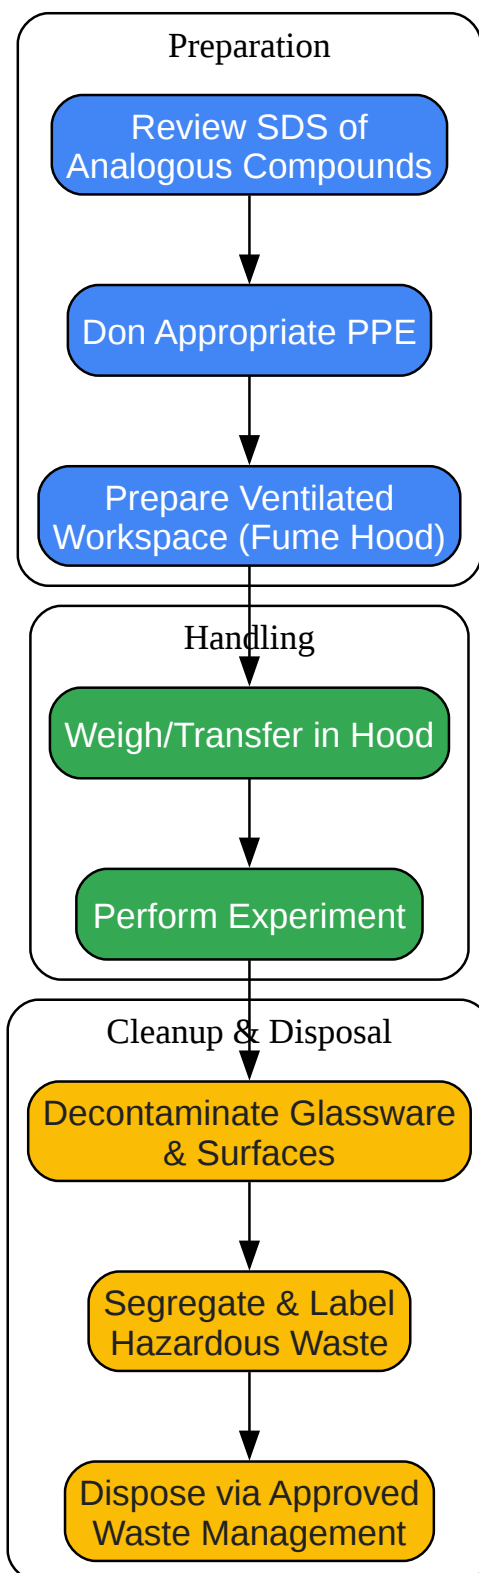 Preparation
Review SDS of
Analogous Compounds
Don Appropriate PPE
Prepare Ventilated
Workspace (Fume Hood)
Handling
Weigh/Transfer in Hood
Perform Experiment
Cleanup & Disposal
Decontaminate Glassware
& Surfaces
Segregate & Label
Hazardous Waste
Dispose via Approved
Waste Management